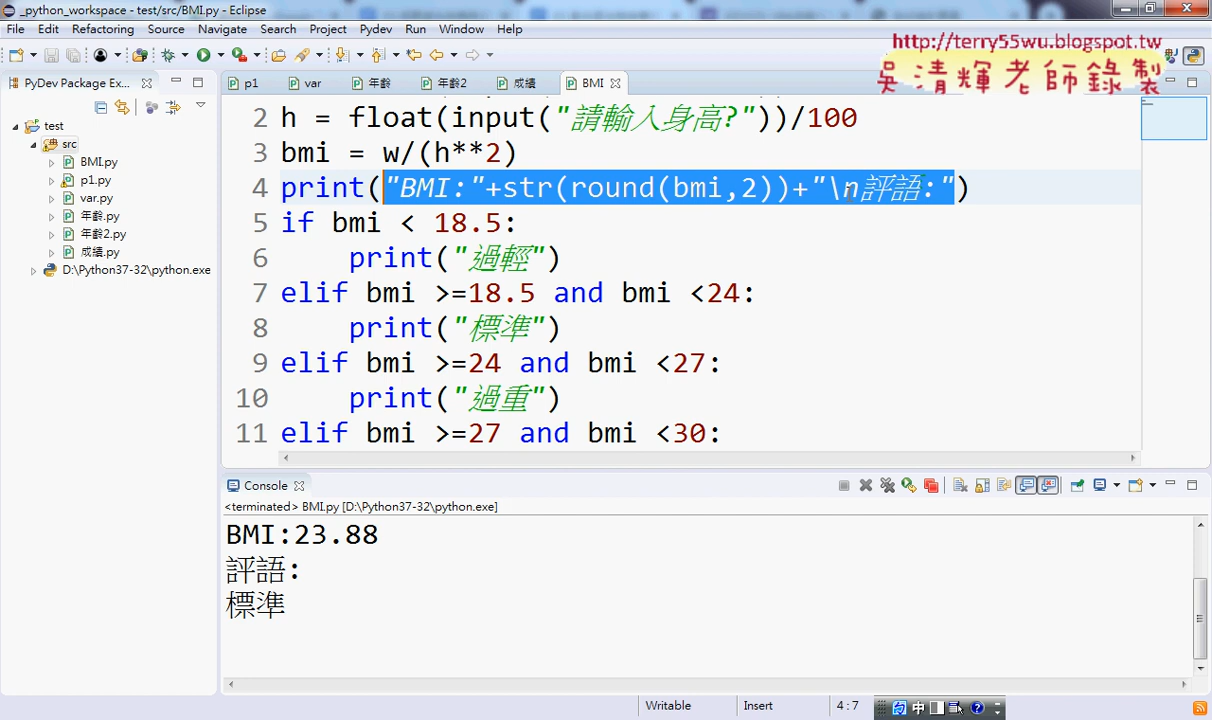 _python_workspace - test/src/BMI.py - Eclipse
File Edit Refactoring Source Navigate Search Project Pydev Run Window Help
http://terry55wu.blogspot.tw
吳清輝老師錄製
PyDev Package Ex...
p1 var 年齡 年齡2 成績 BMI
test
src
BMI.py
p1.py
var.py
年齡.py
年齡2.py
成績.py
D:\Python37-32\python.exe
2 h = float(input("請輸入身高?"))/100
3 bmi = w/(h**2)
4 print("BMI:"+str(round(bmi,2))+"\n評語:")
5 if bmi < 18.5:
6 print("過輕")
7 elif bmi >=18.5 and bmi <24:
8 print("標準")
9 elif bmi >=24 and bmi <27:
10 print("過重")
11 elif bmi >=27 and bmi <30:
Console
<terminated> BMI.py [D:\Python37-32\python.exe]
BMI:23.88
評語:
標準
Writable Insert 4:7 中